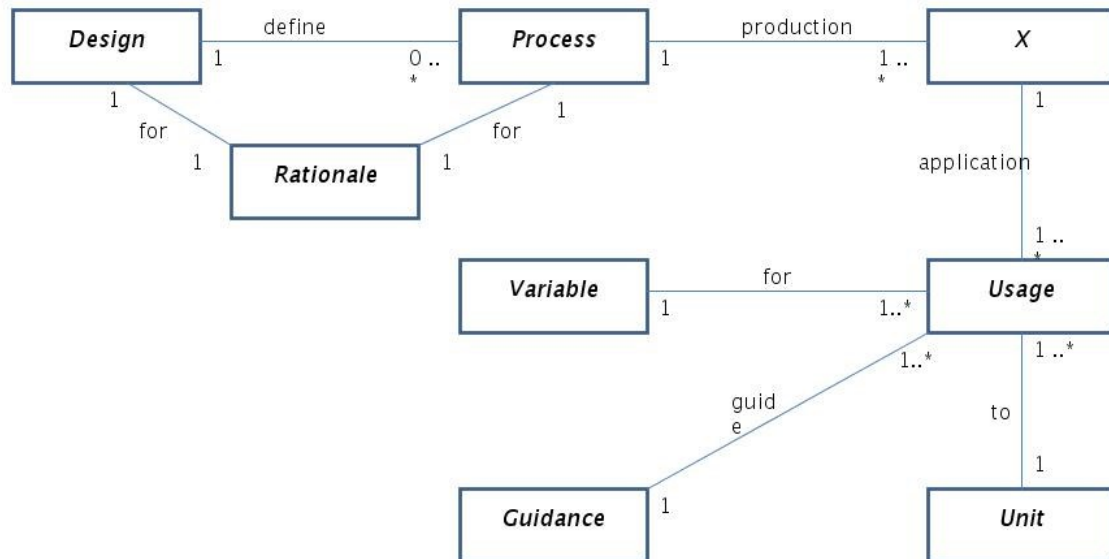 Design
define
1
0 ..
*
Process
production
1
1 ..
*
X
1
for
1
Rationale
1
for
1
1
application
1 ..
*
Variable
for
1
1..*
Usage
1..*
1 ..*
guid
e
to
1
1
Guidance
Unit